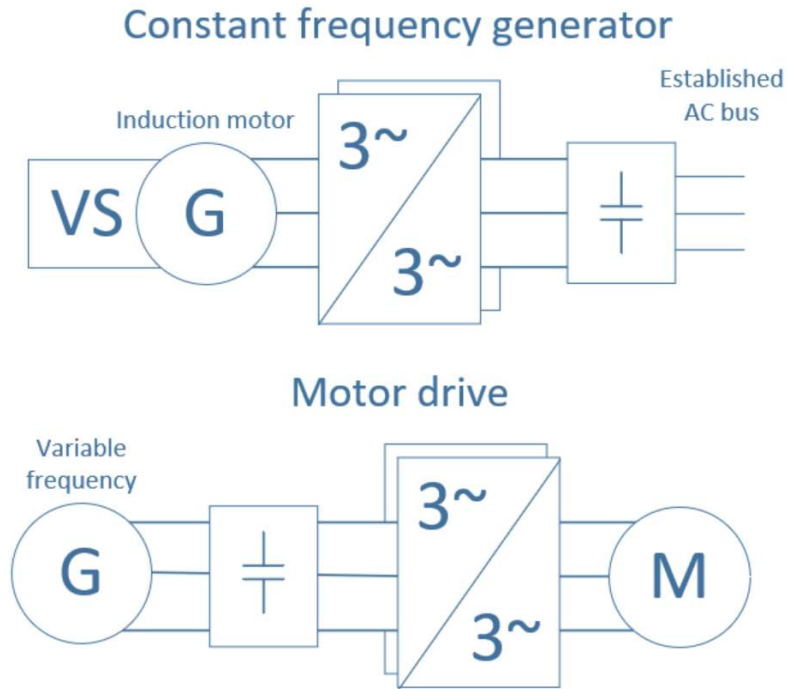 Constant frequency generator
Established
AC bus
Induction motor
3~
VS G
3~
Motor drive
Variable
frequency
3~
G
M
3~